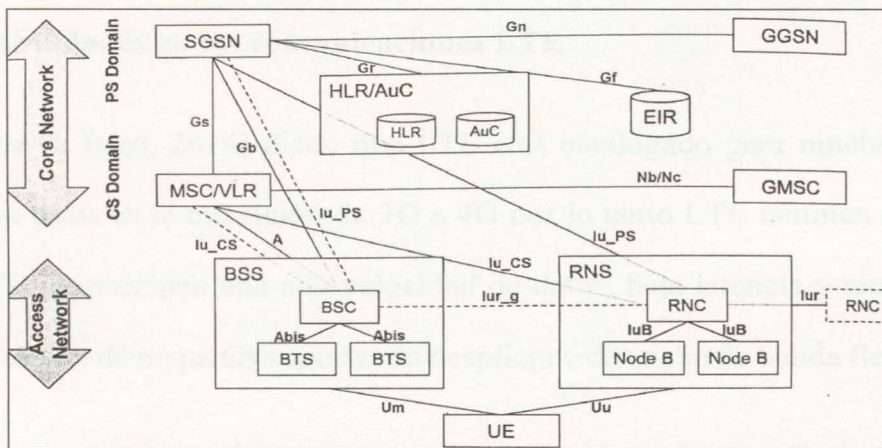 Core Network
PS Domain
CS Domain
Access Network
SGSN
Gn
GGSN
Gr
Gf
HLR/AuC
HLR
AuC
EIR
Gs
Gb
MSC/VLR
Nb/Nc
GMSC
Iu_PS
Iu_CS
A
Iu_PS
BSS
Iu_CS
RNS
BSC
Iur_g
RNC
Iur
RNC
Abis
Abis
IuB
IuB
BTS
BTS
Node B
Node B
Um
Uu
UE